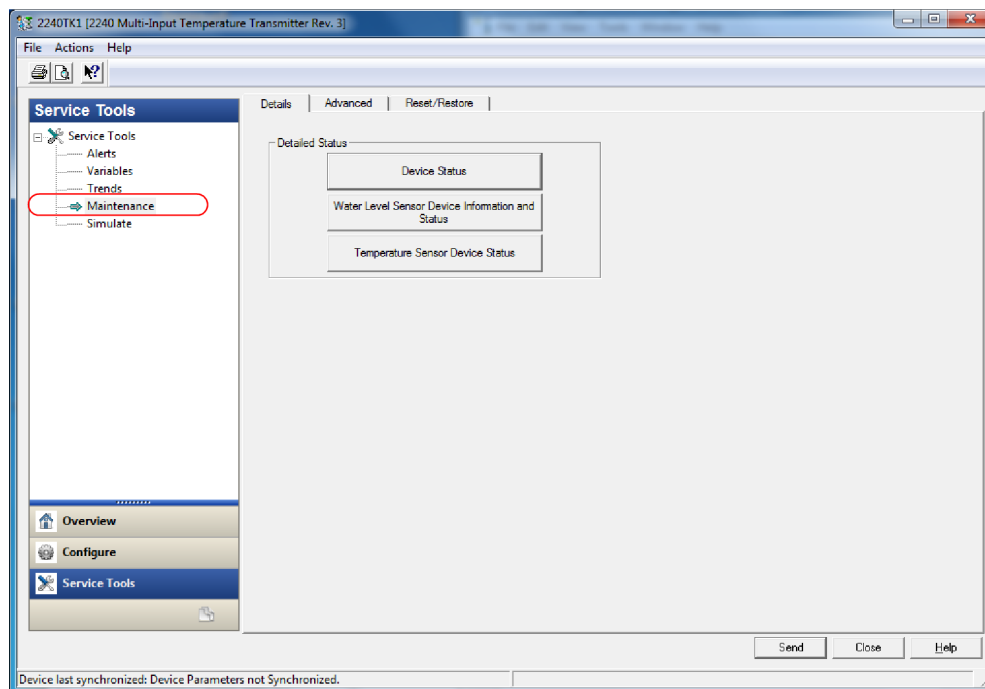 2240TK1 [2240 Multi-Input Temperature Transmitter Rev. 3]
File Actions Help
Service Tools
Service Tools
Alerts
Variables
Trends
Maintenance
Simulate
Overview
Configure
Service Tools
Details Advanced Reset/Restore
Detailed Status
Device Status
Water Level Sensor Device Information and
Status
Temperature Sensor Device Status
Send Close Help
Device last synchronized: Device Parameters not Synchronized.